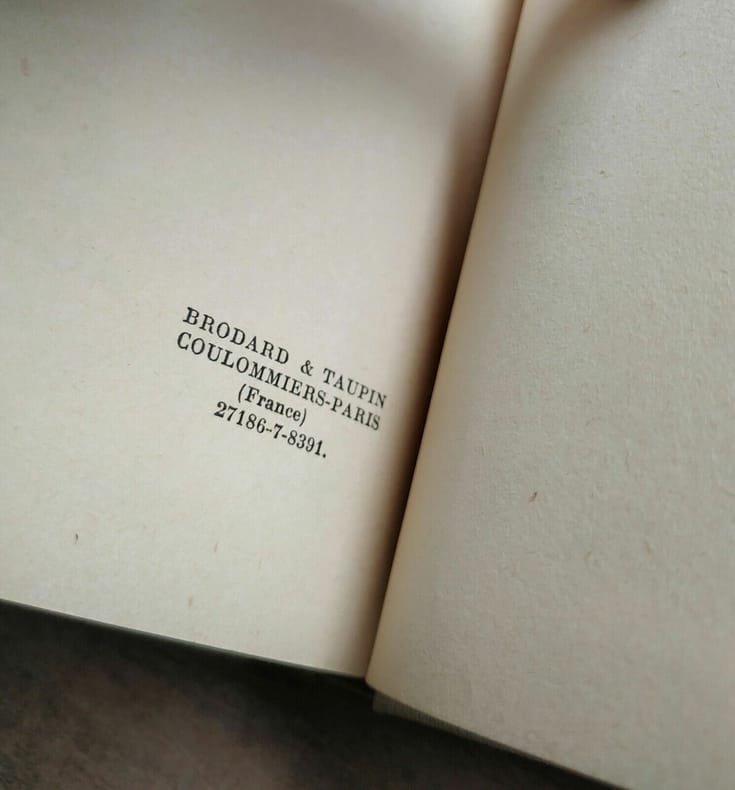 BRODARD & TAUPIN
COULOMMIERS-PARIS
(France)
27186-7-8391.